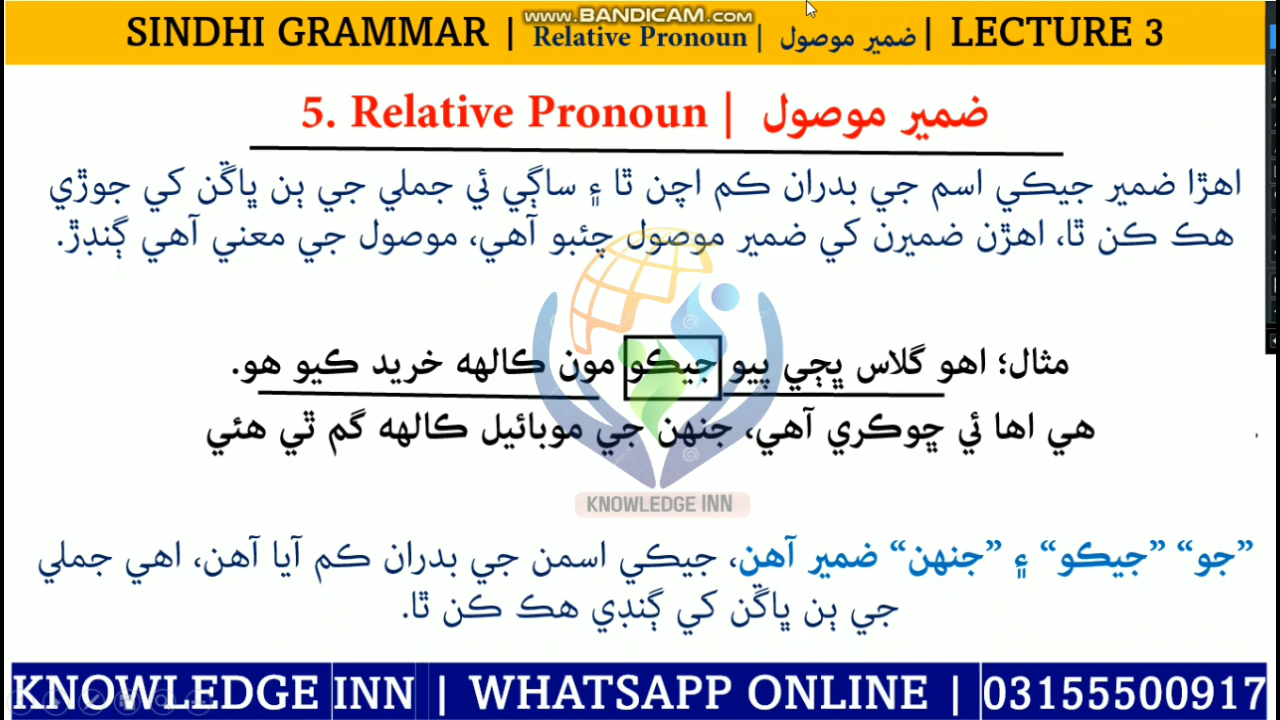 www.BANDICAM.com
SINDHI GRAMMAR | Relative Pronoun | ضمير موصول | LECTURE 3
5. Relative Pronoun | ضمير موصول
اهڙا ضمير جيڪي اسم جي بدران ڪم اچن ٿا ۽ ساڳي ئي جملي جي ٻن ڀاڱن کي جوڙي
هڪ ڪن ٿا، اهڙن ضميرن کي ضمير موصول چئبو آهي، موصول جي معني آهي ڳنڍڙ.
مثال؛ اهو گلاس ڀڄي پيو جيڪو مون ڪالهه خريد ڪيو هو.
هي اها ئي ڇوڪري آهي، جنهن جي موبائيل ڪالهه گم ٿي هئي
KNOWLEDGE INN
”جو“ ”جيڪو“ ۽ ”جنهن“ ضمير آهن، جيڪي اسمن جي بدران ڪم آيا آهن، اهي جملي
جي ٻن ڀاڱن کي ڳنڍي هڪ ڪن ٿا.
KNOWLEDGE INN | WHATSAPP ONLINE | 03155500917